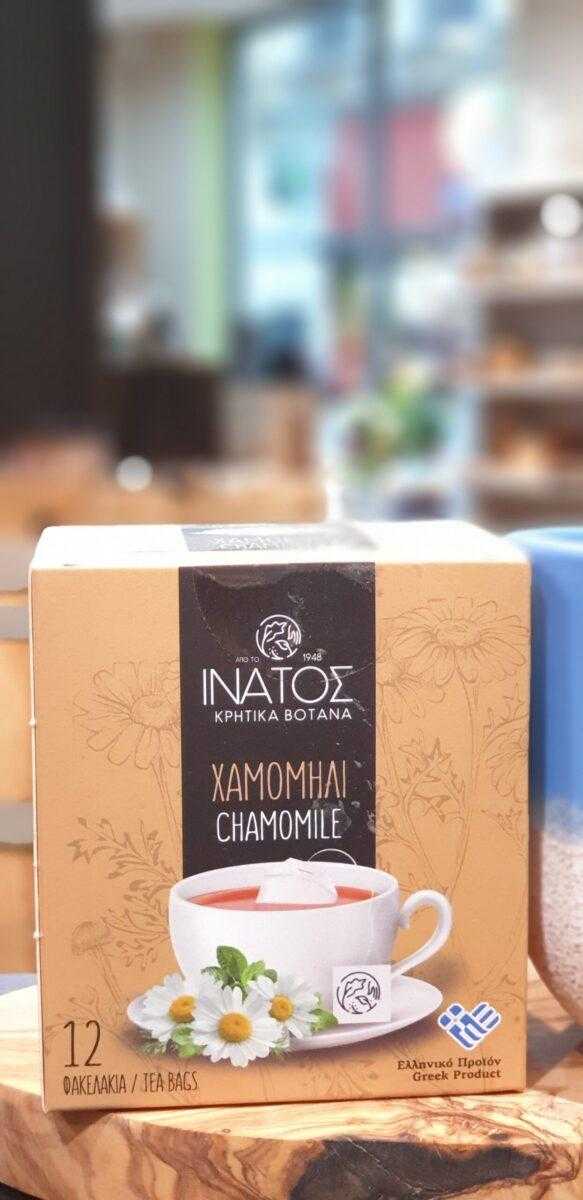 ΑΠΟ ΤΟ 1948
ΙΝΑΤΟΣ
ΚΡΗΤΙΚΑ ΒΟΤΑΝΑ
ΧΑΜΟΜΗΛΙ
CHAMOMILE
12
ΦΑΚΕΛΑΚΙΑ / TEA BAGS
Ελληνικό Προϊόν
Greek Product